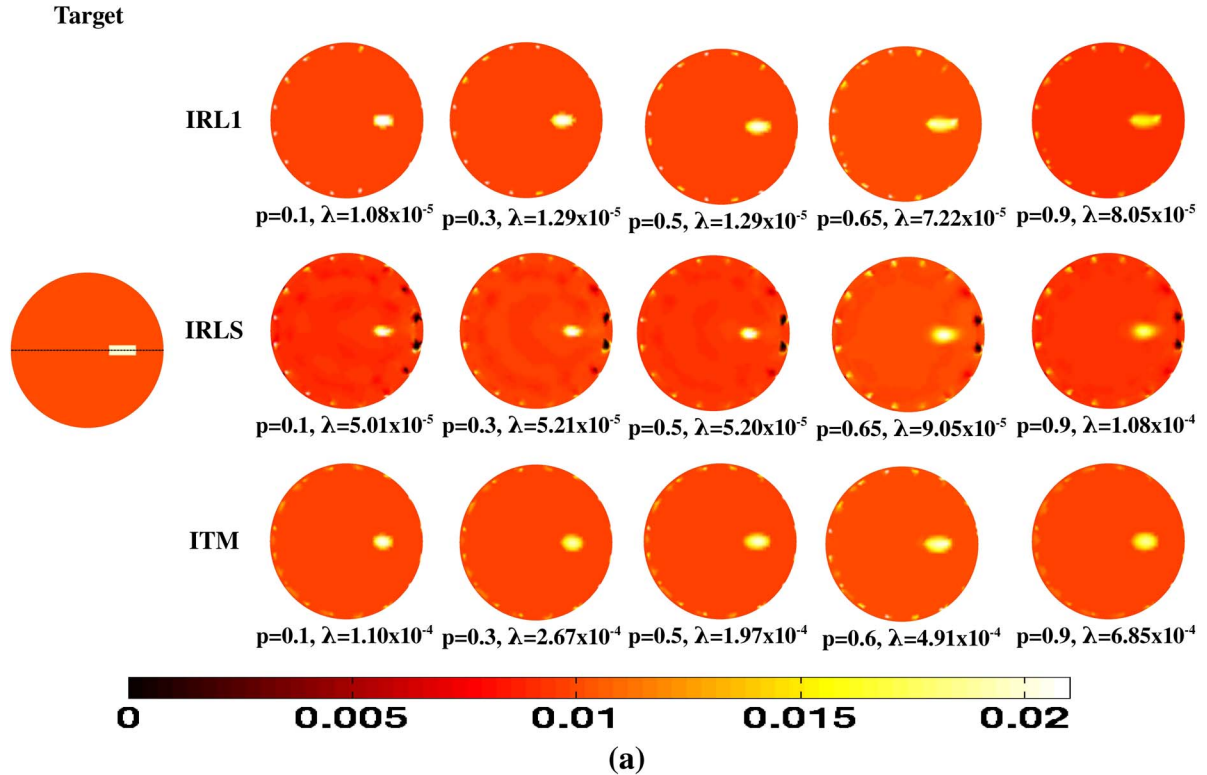 Target
IRL1
p=0.1, λ=1.08x10⁻⁵ p=0.3, λ=1.29x10⁻⁵ p=0.5, λ=1.29x10⁻⁵ p=0.65, λ=7.22x10⁻⁵ p=0.9, λ=8.05x10⁻⁵
IRLS
p=0.1, λ=5.01x10⁻⁵ p=0.3, λ=5.21x10⁻⁵ p=0.5, λ=5.20x10⁻⁵ p=0.65, λ=9.05x10⁻⁵ p=0.9, λ=1.08x10⁻⁴
ITM
p=0.1, λ=1.10x10⁻⁴ p=0.3, λ=2.67x10⁻⁴ p=0.5, λ=1.97x10⁻⁴ p=0.6, λ=4.91x10⁻⁴ p=0.9, λ=6.85x10⁻⁴
0 0.005 0.01 0.015 0.02
(a)